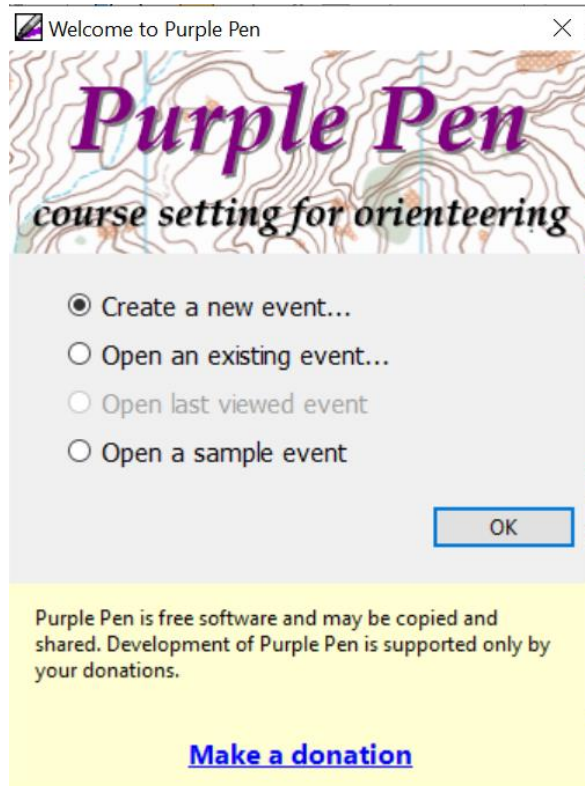 Welcome to Purple Pen
Purple Pen
course setting for orienteering
Create a new event...
Open an existing event...
Open last viewed event
Open a sample event
OK
Purple Pen is free software and may be copied and
shared. Development of Purple Pen is supported only by
your donations.
Make a donation